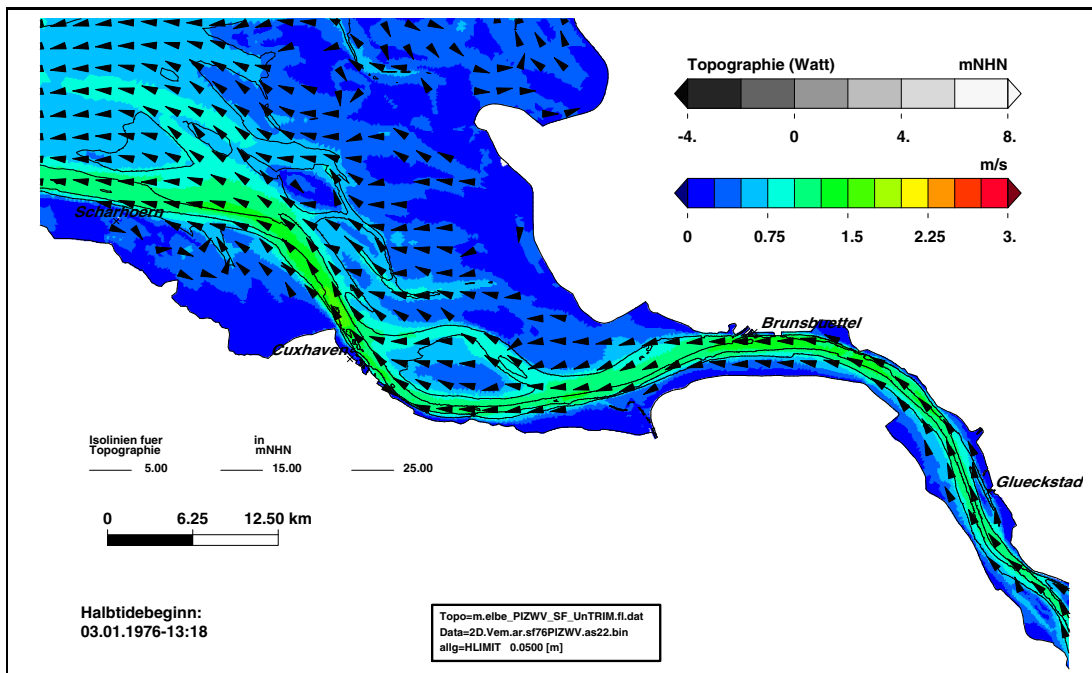 Topographie (Watt) mNHN
-4. 0 4. 8.
m/s
0 0.75 1.5 2.25 3.
Scharhoern
Brunsbuettel
Cuxhaven
Glueckstad
Isolinien fuer in
Topographie mNHN
5.00 15.00 25.00
0 6.25 12.50 km
Halbtidebeginn:
03.01.1976-13:18
Topo=m.elbe_PIZWV_SF_UnTRIM.fl.dat
Data=2D.Vem.ar.sf76PIZWV.as22.bin
allg=HLIMIT 0.0500 [m]